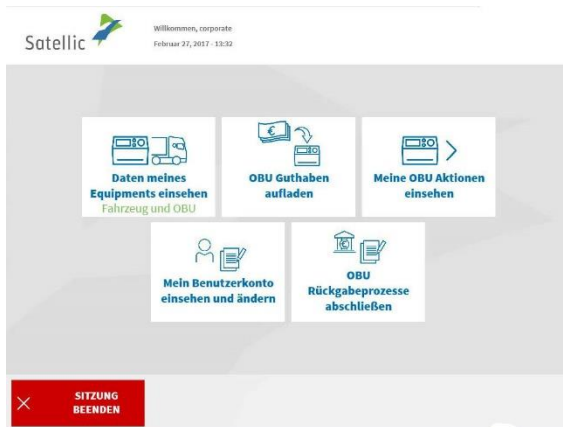 Satellic
Willkommen, corporate
Februar 27, 2017 - 13:32
Daten meines
Equipments einsehen
Fahrzeug und OBU
OBU Guthaben
aufladen
Meine OBU Aktionen
einsehen
Mein Benutzerkonto
einsehen und ändern
OBU
Rückgabeprozesse
abschließen
SITZUNG
BEENDEN